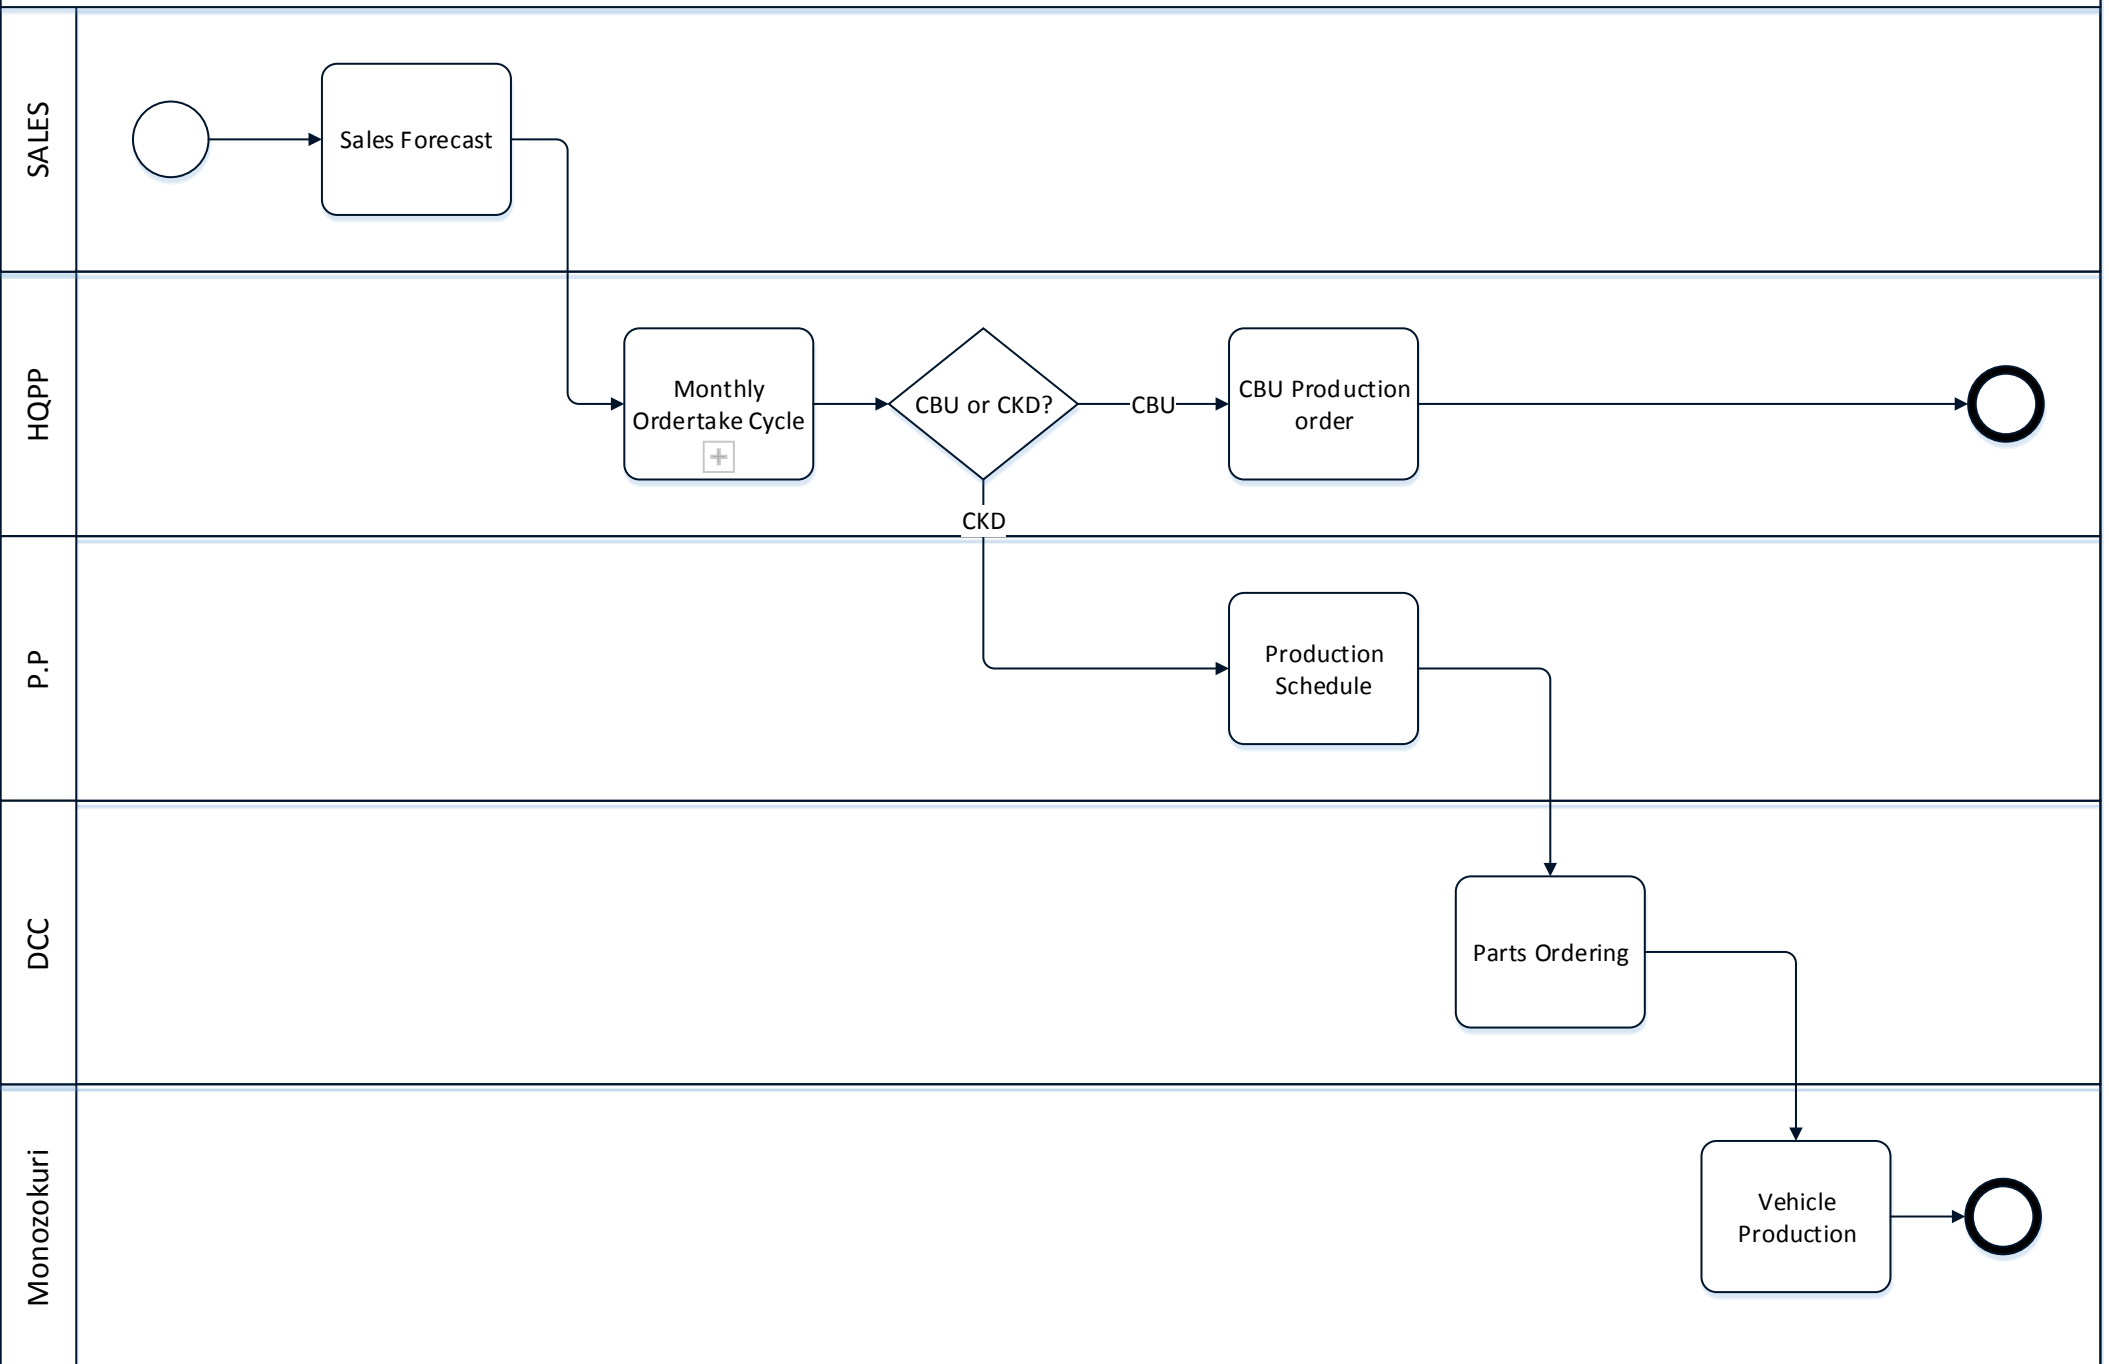 SALES
Sales Forecast
HQPP
Monthly
Ordertake Cycle
CBU or CKD?
CBU
CBU Production
order
CKD
P.P
Production
Schedule
DCC
Parts Ordering
Monozokuri
Vehicle
Production